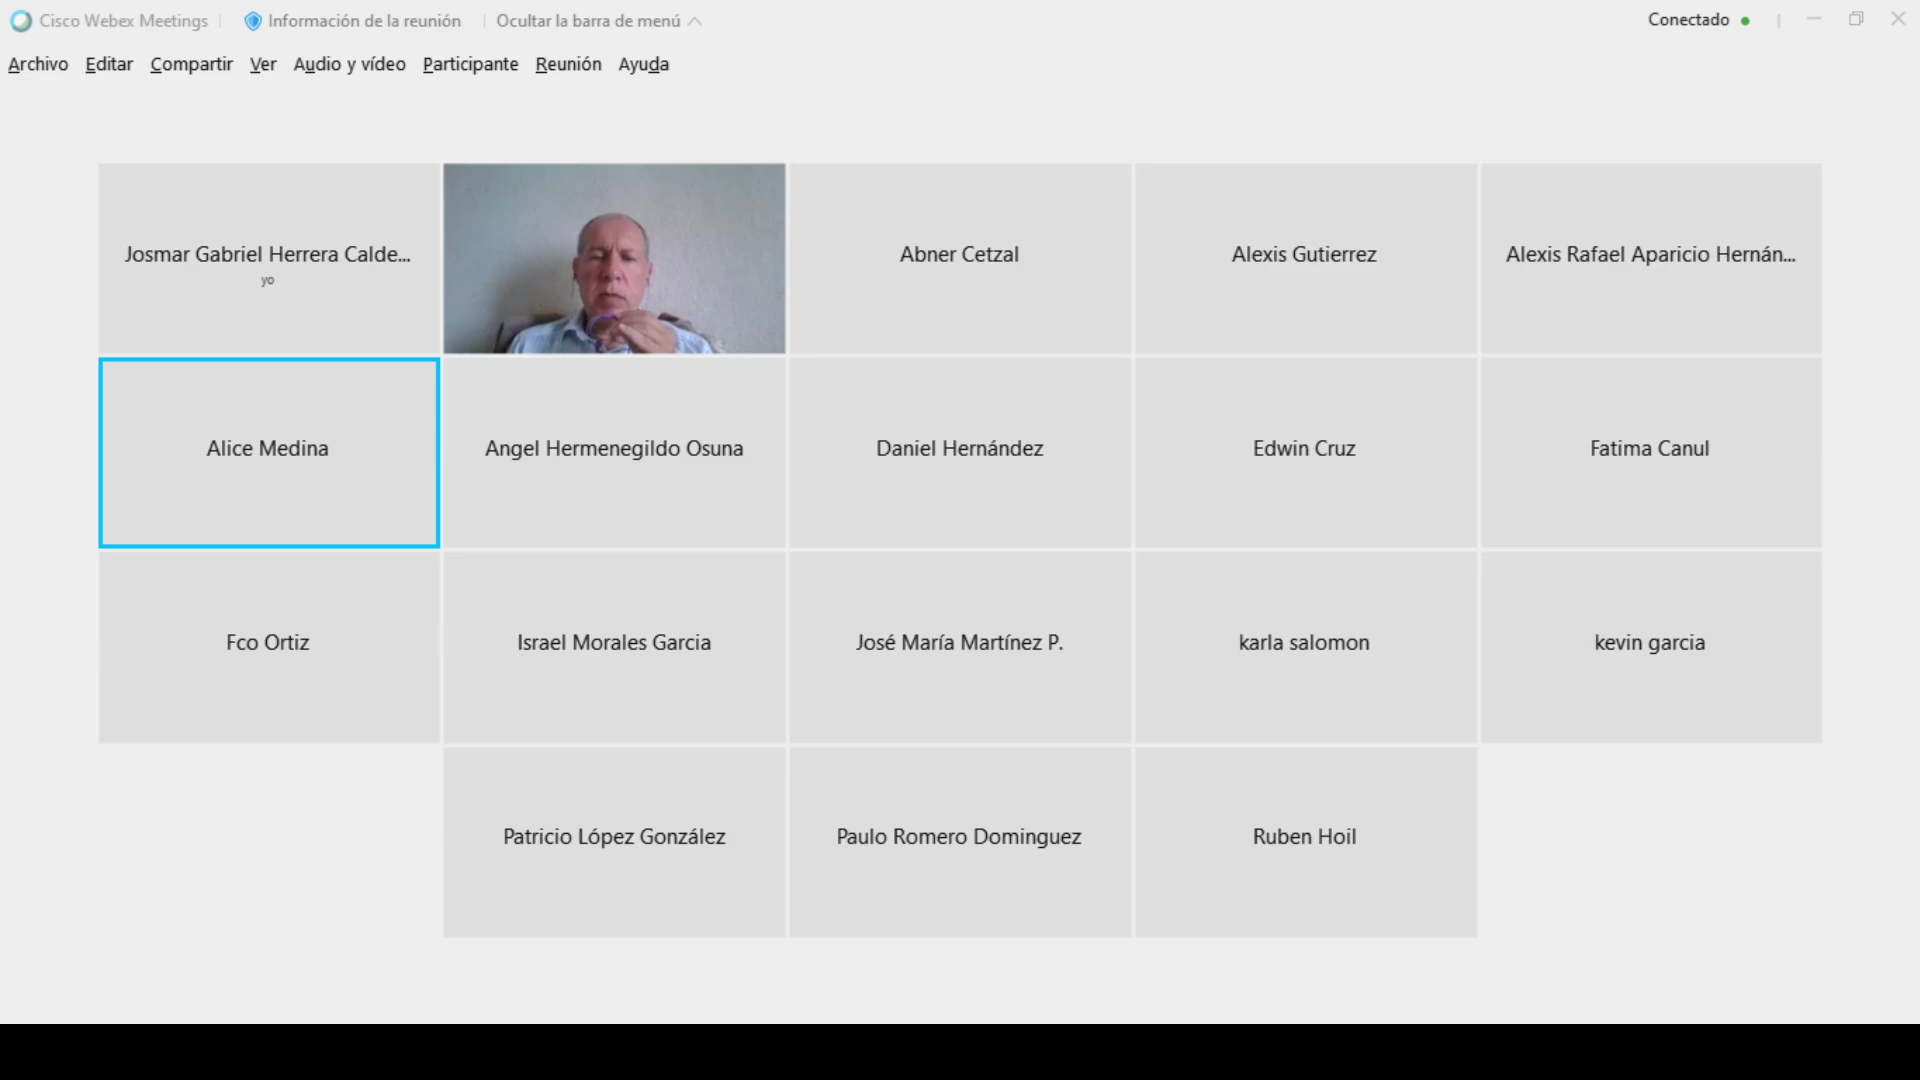 Cisco Webex Meetings Información de la reunión Ocultar la barra de menú Conectado
Archivo Editar Compartir Ver Audio y vídeo Participante Reunión Ayuda
Josmar Gabriel Herrera Calde...
yo
Abner Cetzal
Alexis Gutierrez
Alexis Rafael Aparicio Hernán...
Alice Medina
Angel Hermenegildo Osuna
Daniel Hernández
Edwin Cruz
Fatima Canul
Fco Ortiz
Israel Morales Garcia
José María Martínez P.
karla salomon
kevin garcia
Patricio López González
Paulo Romero Dominguez
Ruben Hoil